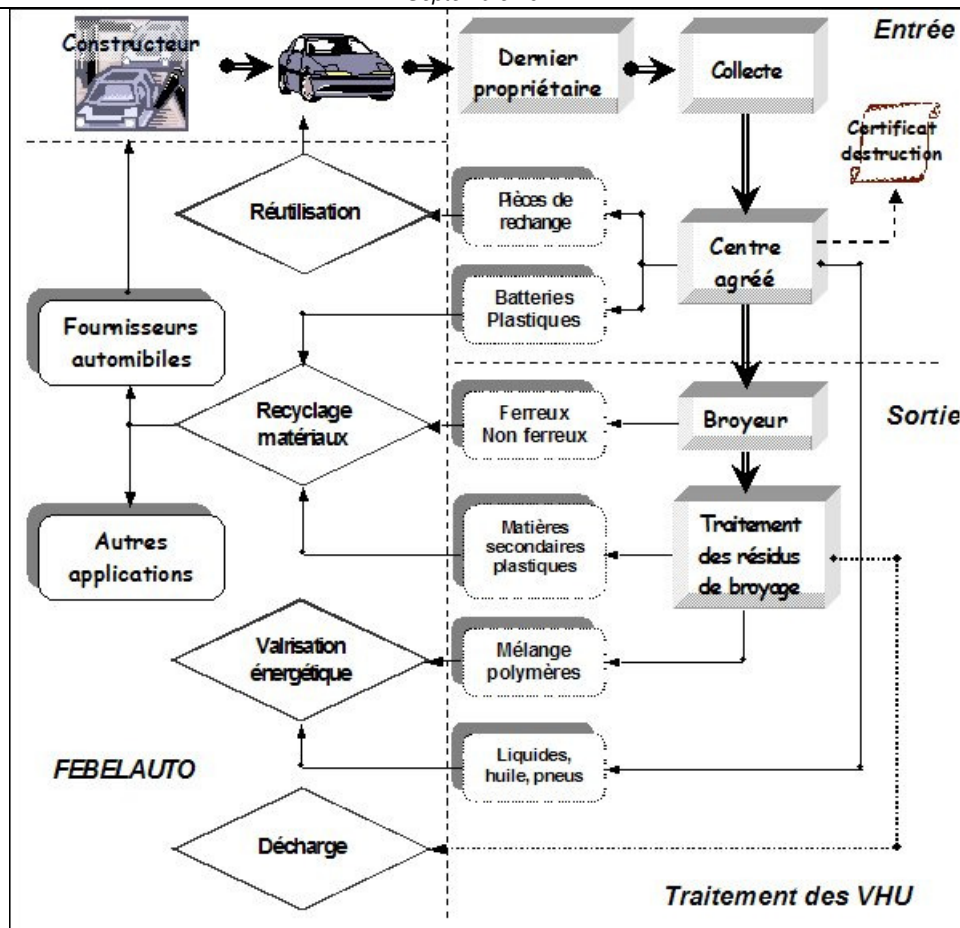 Constructeur
Dernier
propriétaire
Collecte
Entrée
Certificat
destruction
Réutilisation
Pièces de
rechange
Centre
agréé
Batteries
Plastiques
Fournisseurs
automibiles
Recyclage
matériaux
Ferreux
Non ferreux
Broyeur
Sortie
Autres
applications
Matières
secondaires
plastiques
Traitement
des résidus
de broyage
Valrisation
énergétique
Mélange
polymères
FEBELAUTO
Liquides,
huile, pneus
Décharge
Traitement des VHU